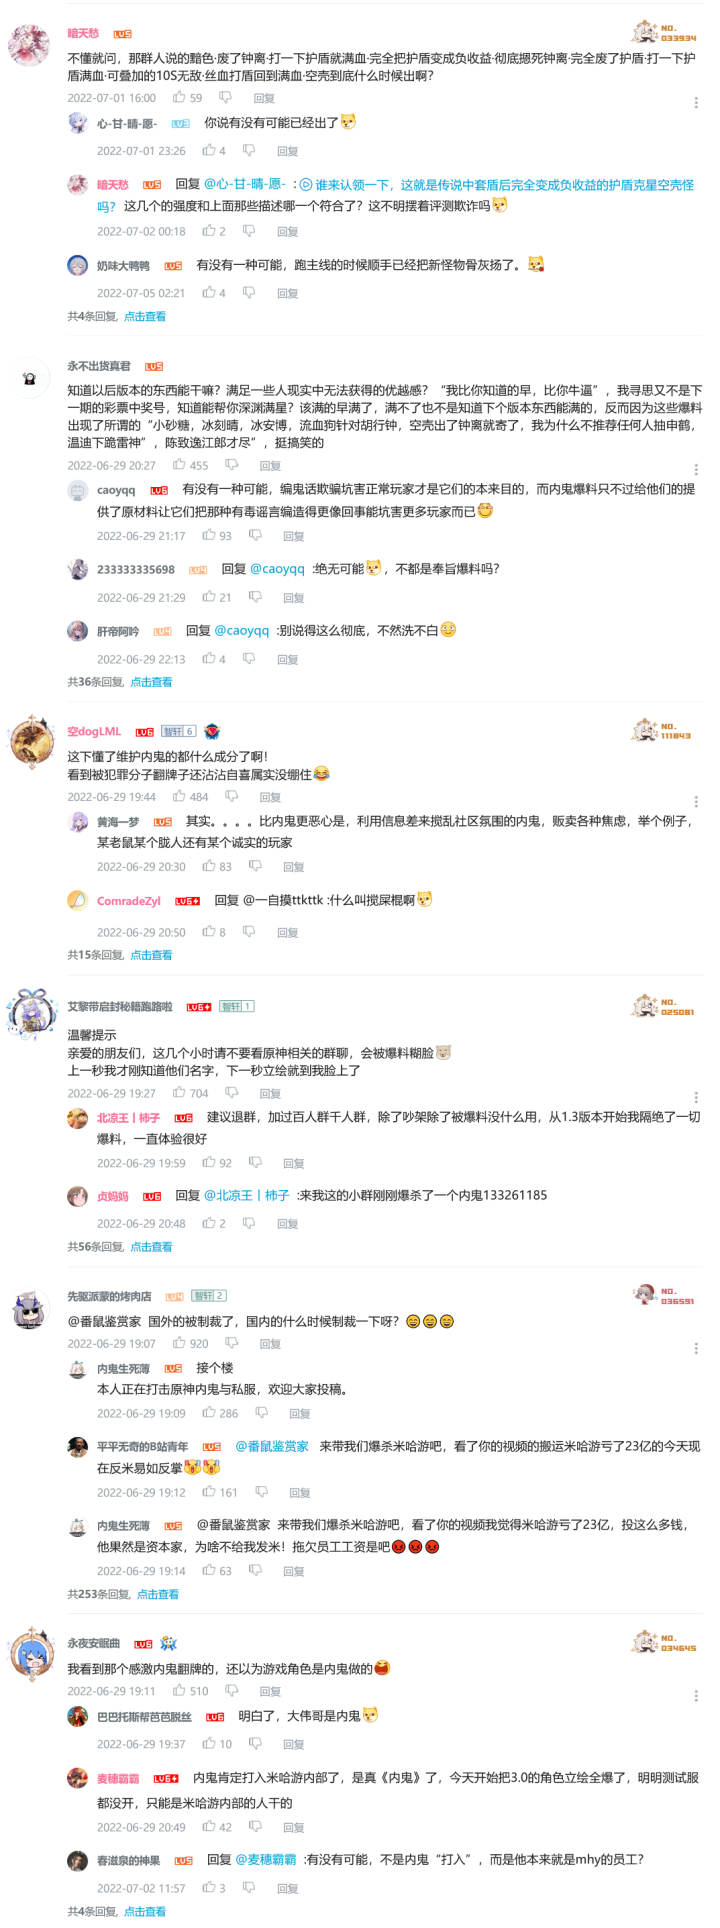 暗天愁 LV5
NO.
033934
不懂就问，那群人说的黯色·废了钟离·打一下护盾就满血·完全把护盾变成负收益·彻底摁死钟离·完全废了护盾·打一下护
盾满血·可叠加的10S无敌·丝血打盾回到满血·空壳到底什么时候出啊?
2022-07-01 16:00 59 回复
心-甘-晴-愿- LV3 你说有没有可能已经出了
2022-07-01 23:26 4 回复
暗天愁 LV5 回复 @心-甘-晴-愿- : 谁来认领一下，这就是传说中套盾后完全变成负收益的护盾克星空壳怪
吗? 这几个的强度和上面那些描述哪一个符合了? 这不明摆着评测欺诈吗
2022-07-02 00:18 2 回复
奶味大鸭鸭 LV5 有没有一种可能，跑主线的时候顺手已经把新怪物骨灰扬了。
2022-07-05 02:21 4 回复
共4条回复, 点击查看
永不出货真君 LV5
知道以后版本的东西能干嘛? 满足一些人现实中无法获得的优越感? “我比你知道的早，比你牛逼”，我寻思又不是下
一期的彩票中奖号，知道能帮你深渊满星? 该满的早满了，满不了也不是知道下个版本东西能满的，反而因为这些爆料
出现了所谓的“小砂糖，冰刻晴，冰安博，流血狗针对胡行钟，空壳出了钟离就寄了，我为什么不推荐任何人抽申鹤，
温迪下跪雷神”，陈致逸江郎才尽”，挺搞笑的
2022-06-29 20:27 455 回复
caoyqq LV6 有没有一种可能，编鬼话欺骗坑害正常玩家才是它们的本来目的，而内鬼爆料只不过给他们的提
供了原材料让它们把那种有毒谣言编造得更像回事能坑害更多玩家而已
2022-06-29 21:17 93 回复
233333335698 LV4 回复 @caoyqq :绝无可能，不都是奉旨爆料吗?
2022-06-29 21:29 21 回复
肝帝阿吟 LV4 回复 @caoyqq :别说得这么彻底，不然洗不白
2022-06-29 22:13 4 回复
共36条回复, 点击查看
空dogLML LV6 智轩 6
NO.
111843
这下懂了维护内鬼的都什么成分了啊!
看到被犯罪分子翻牌子还沾沾自喜属实没绷住
2022-06-29 19:44 484 回复
黄海一梦 LV5 其实。。。。比内鬼更恶心是，利用信息差来搅乱社区氛围的内鬼，贩卖各种焦虑，举个例子，
某老鼠某个胧人还有某个诚实的玩家
2022-06-29 20:30 83 回复
ComradeZyl LV6 回复 @一自摸ttkttk :什么叫搅屎棍啊
2022-06-29 20:50 8 回复
共15条回复, 点击查看
艾黎带启封秘籍跑路啦 LV6 智轩 1
NO.
025081
温馨提示
亲爱的朋友们，这几个小时请不要看原神相关的群聊，会被爆料糊脸
上一秒我才刚知道他们名字，下一秒立绘就到我脸上了
2022-06-29 19:27 704 回复
北凉王丨柿子 LV6 建议退群，加过百人群千人群，除了吵架除了被爆料没什么用，从1.3版本开始我隔绝了一切
爆料，一直体验很好
2022-06-29 19:59 92 回复
贞妈妈 LV6 回复 @北凉王丨柿子 :来我这的小群刚刚爆杀了一个内鬼133261185
2022-06-29 20:48 2 回复
共56条回复, 点击查看
先驱派蒙的烤肉店 LV4 智轩 2
NO.
036591
@番鼠鉴赏家 国外的被制裁了，国内的什么时候制裁一下呀?
2022-06-29 19:07 920 回复
内鬼生死薄 LV5 接个楼
本人正在打击原神内鬼与私服，欢迎大家投稿。
2022-06-29 19:09 286 回复
平平无奇的B站青年 LV5 @番鼠鉴赏家 来带我们爆杀米哈游吧，看了你的视频的搬运米哈游亏了23亿的今天现
在反米易如反掌
2022-06-29 19:12 161 回复
内鬼生死薄 LV5 @番鼠鉴赏家 来带我们爆杀米哈游吧，看了你的视频我觉得米哈游亏了23亿，投这么多钱，
他果然是资本家，为啥不给我发米! 拖欠员工工资是吧
2022-06-29 19:14 63 回复
共253条回复, 点击查看
永夜安眠曲 LV6
NO.
034645
我看到那个感激内鬼翻牌的，还以为游戏角色是内鬼做的
2022-06-29 19:11 510 回复
巴巴托斯帮芭芭脱丝 LV6 明白了，大伟哥是内鬼
2022-06-29 19:37 10 回复
麦穗霸霸 LV6 内鬼肯定打入米哈游内部了，是真《内鬼》了，今天开始把3.0的角色立绘全爆了，明明测试服
都没开，只能是米哈游内部的人干的
2022-06-29 20:49 42 回复
春滋泉的神果 LV5 回复 @麦穗霸霸 :有没有可能，不是内鬼“打入”，而是他本来就是mhy的员工?
2022-07-02 11:57 3 回复
共4条回复, 点击查看